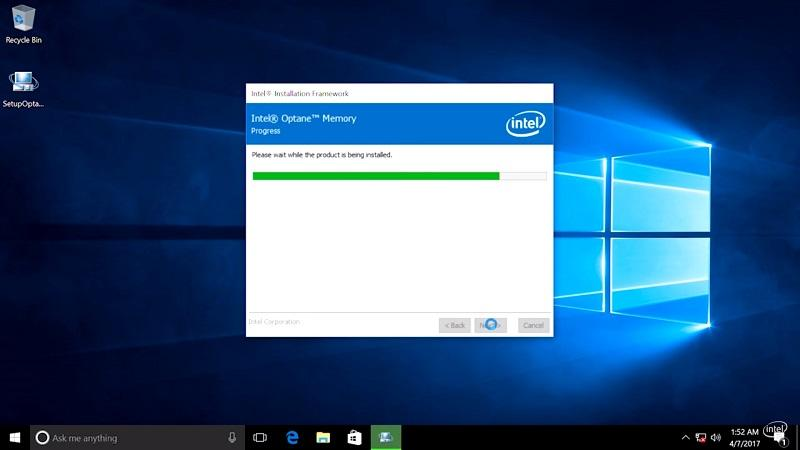 Recycle Bin
SetupOpta...
Intel® Installation Framework
Intel® Optane™ Memory
Progress
intel
Please wait while the product is being installed.
Intel Corporation
< Back
Cancel
Ask me anything
1:52 AM
4/7/2017
intel
1